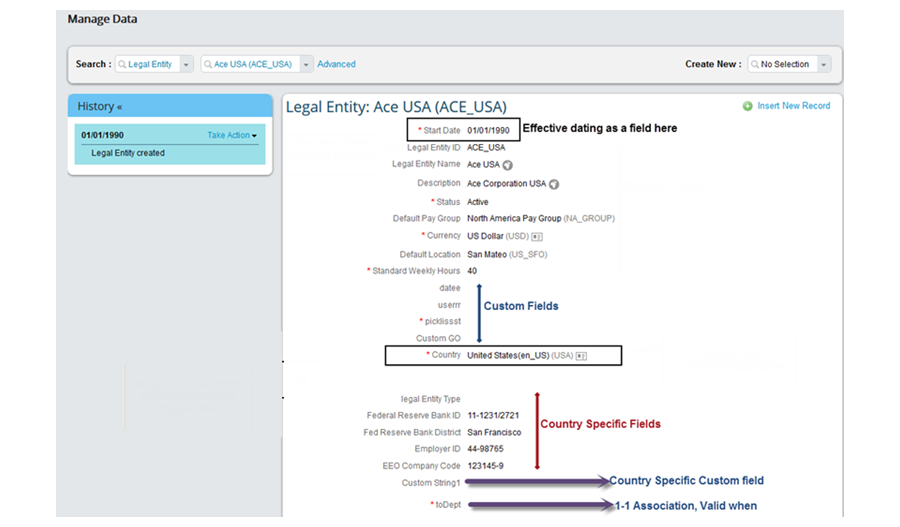 Manage Data
Search : Legal Entity Ace USA (ACE_USA) Advanced Create New : No Selection
History «
01/01/1990 Take Action
Legal Entity created
Legal Entity: Ace USA (ACE_USA) Insert New Record
* Start Date 01/01/1990 Effective dating as a field here
Legal Entity ID ACE_USA
Legal Entity Name Ace USA
Description Ace Corporation USA
* Status Active
Default Pay Group North America Pay Group (NA_GROUP)
* Currency US Dollar (USD)
Default Location San Mateo (US_SFO)
* Standard Weekly Hours 40
datee
userrr Custom Fields
* picklissst
Custom GO
* Country United States(en_US) (USA)
legal Entity Type
Federal Reserve Bank ID 11-1231/2721
Country Specific Fields
Fed Reserve Bank District San Francisco
Employer ID 44-98765
EEO Company Code 123145-9
Custom String1 Country Specific Custom field
* toDept 1-1 Association, Valid when